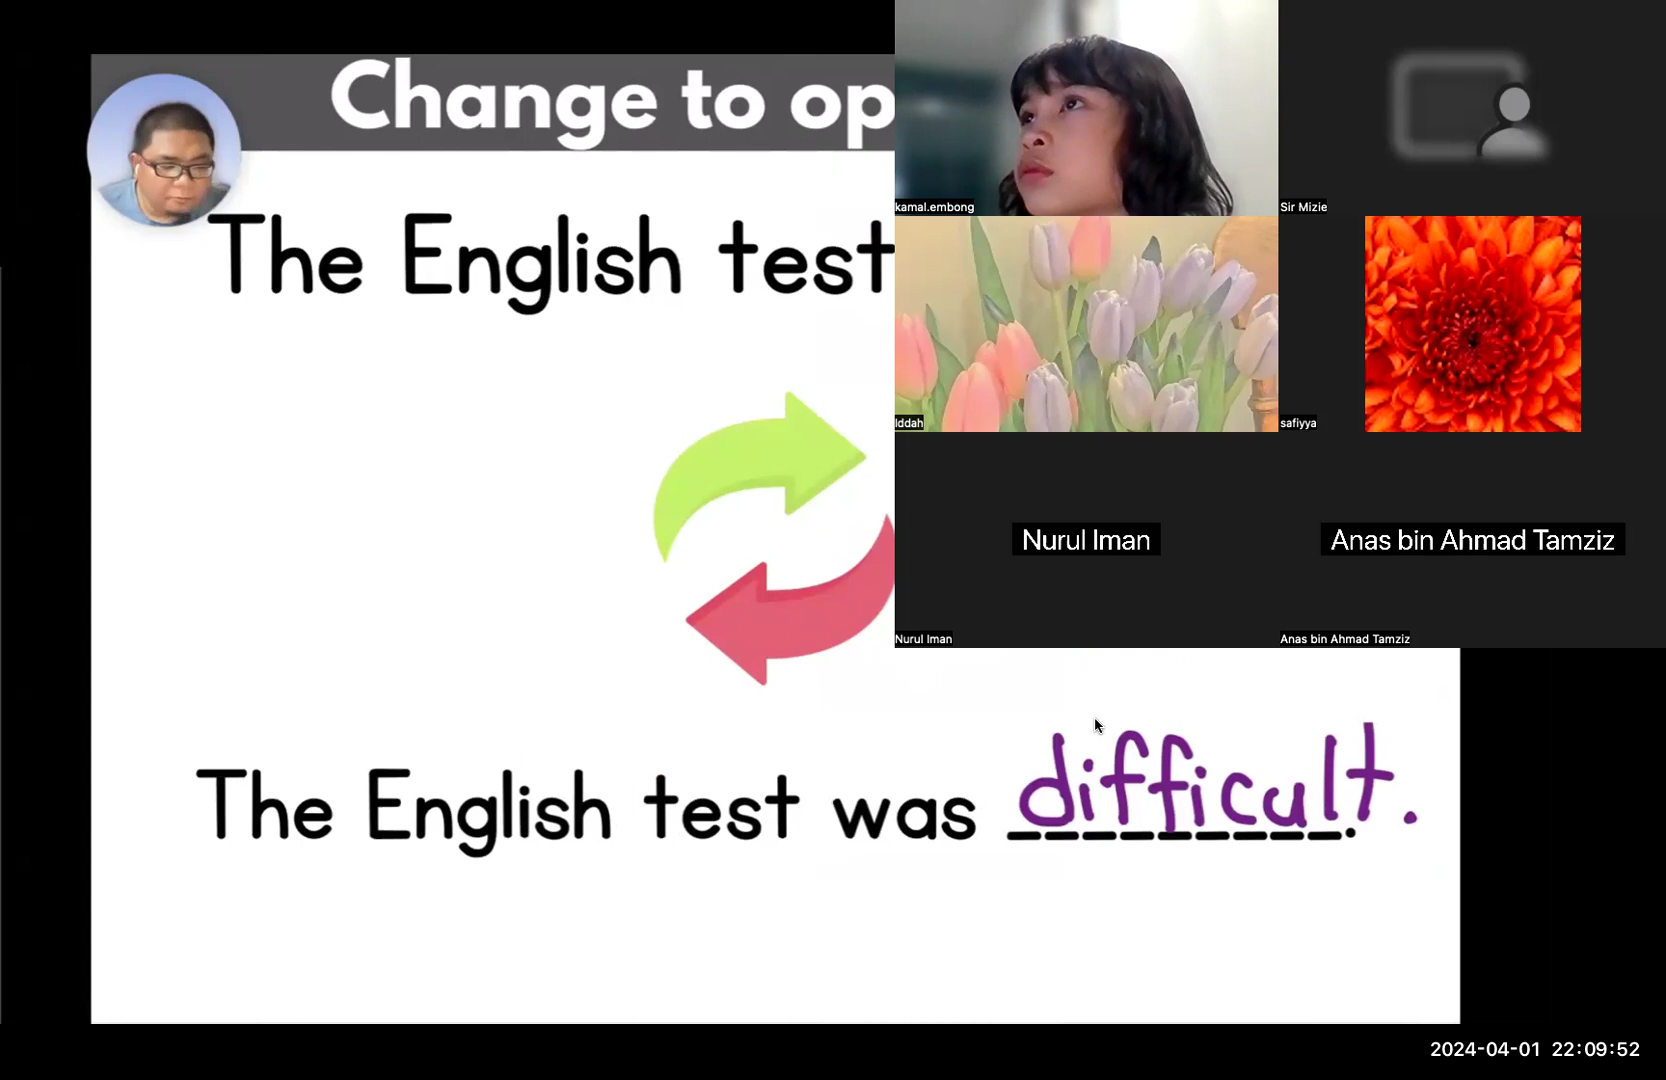 Change to op
The English test
The English test was difficult.
kamal.embong
Sir Mizie
Iddah
safiyya
Nurul Iman
Anas bin Ahmad Tamziz
Nurul Iman
Anas bin Ahmad Tamziz
2024-04-01 22:09:52